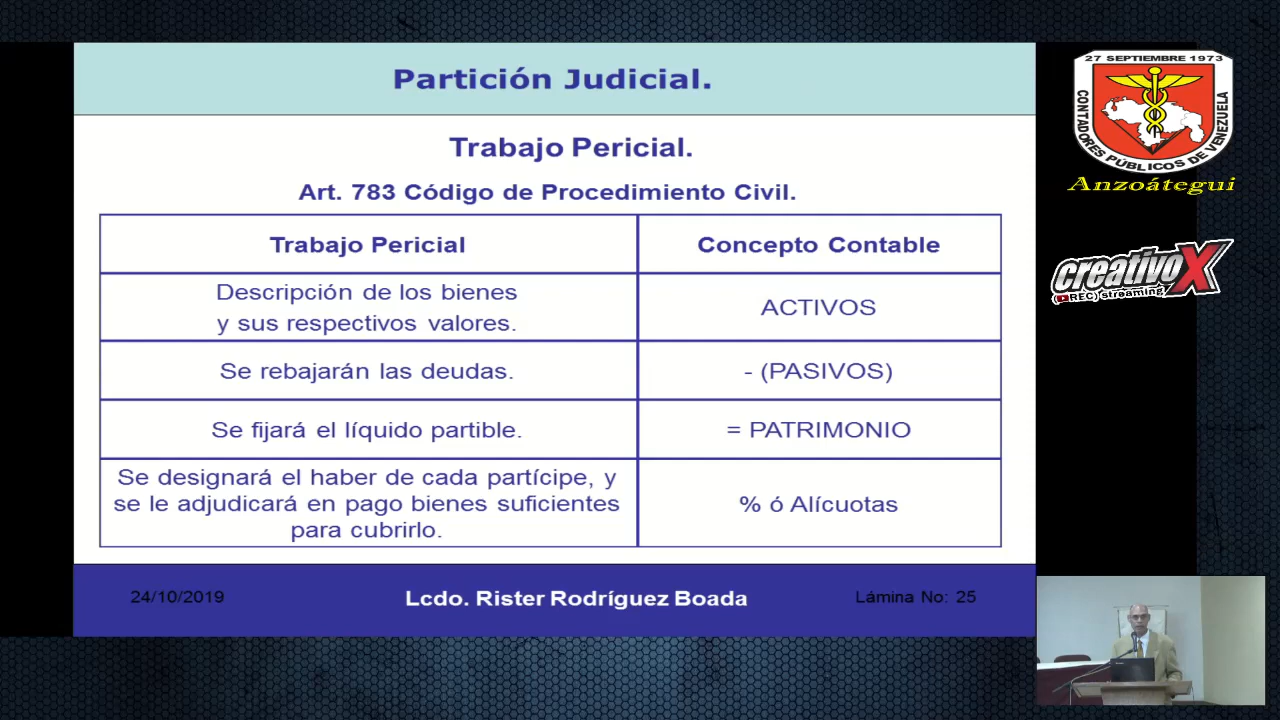 Partición Judicial.
Trabajo Pericial.
Art. 783 Código de Procedimiento Civil.
Trabajo Pericial
Concepto Contable
Descripción de los bienes
y sus respectivos valores.
ACTIVOS
Se rebajarán las deudas.
- (PASIVOS)
Se fijará el líquido partible.
= PATRIMONIO
Se designará el haber de cada partícipe, y
se le adjudicará en pago bienes suficientes
para cubrirlo.
% ó Alícuotas
24/10/2019
Lcdo. Rister Rodríguez Boada
Lámina No: 25
27 SEPTIEMBRE 1973
CONTADORES PÚBLICOS DE VENEZUELA
Anzoátegui
creativoX
(REC) streaming